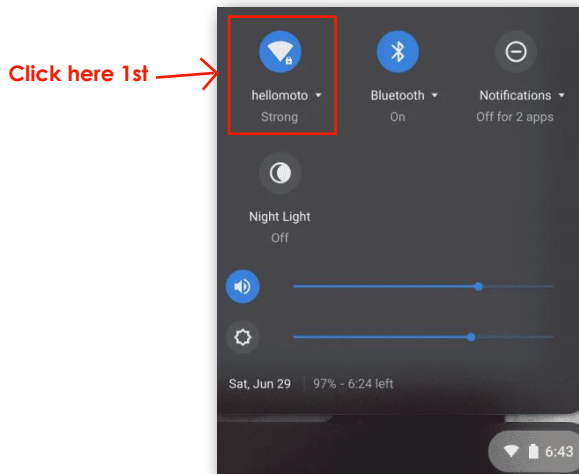 Click here 1st
hellomoto
Bluetooth
Notifications
Strong
On
Off for 2 apps
Night Light
Off
Sat, Jun 29
97% - 6:24 left
6:43